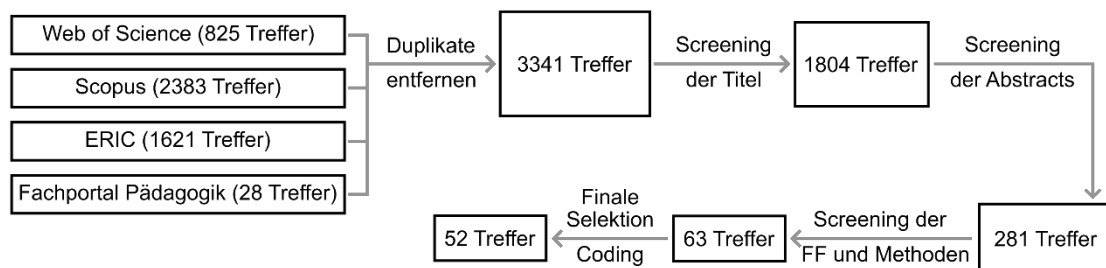 Web of Science (825 Treffer)
Scopus (2383 Treffer)
ERIC (1621 Treffer)
Fachportal Pädagogik (28 Treffer)
Duplikate
entfernen
3341 Treffer
Screening
der Titel
1804 Treffer
Screening
der Abstracts
281 Treffer
Screening der
FF und Methoden
63 Treffer
Finale
Selektion
Coding
52 Treffer